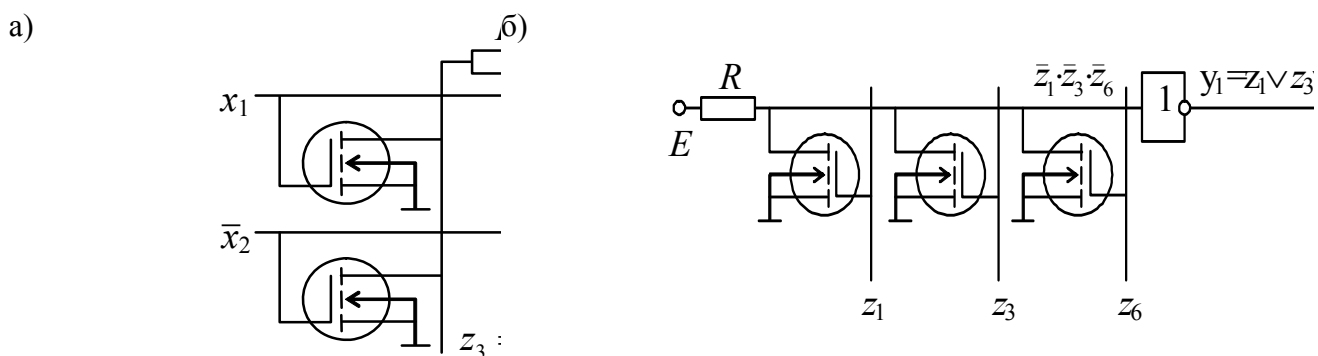 а)
б)
x₁
x̄₂
z₃ =
R
E
z̄₁·z̄₃·z̄₆
1
y₁=z₁∨z₃
z₁
z₃
z₆